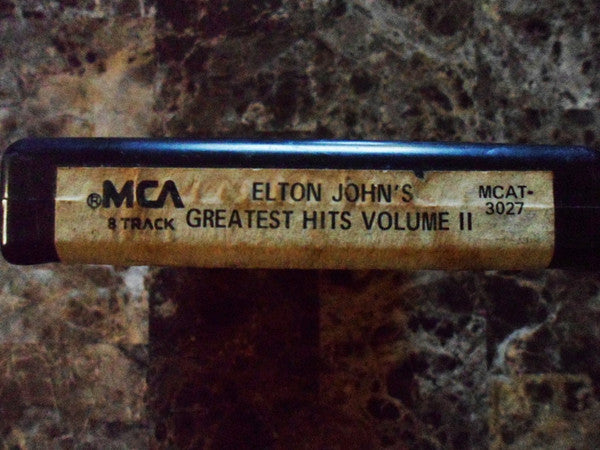 ®MCA
8 TRACK
ELTON JOHN'S
GREATEST HITS VOLUME II
MCAT-
3027